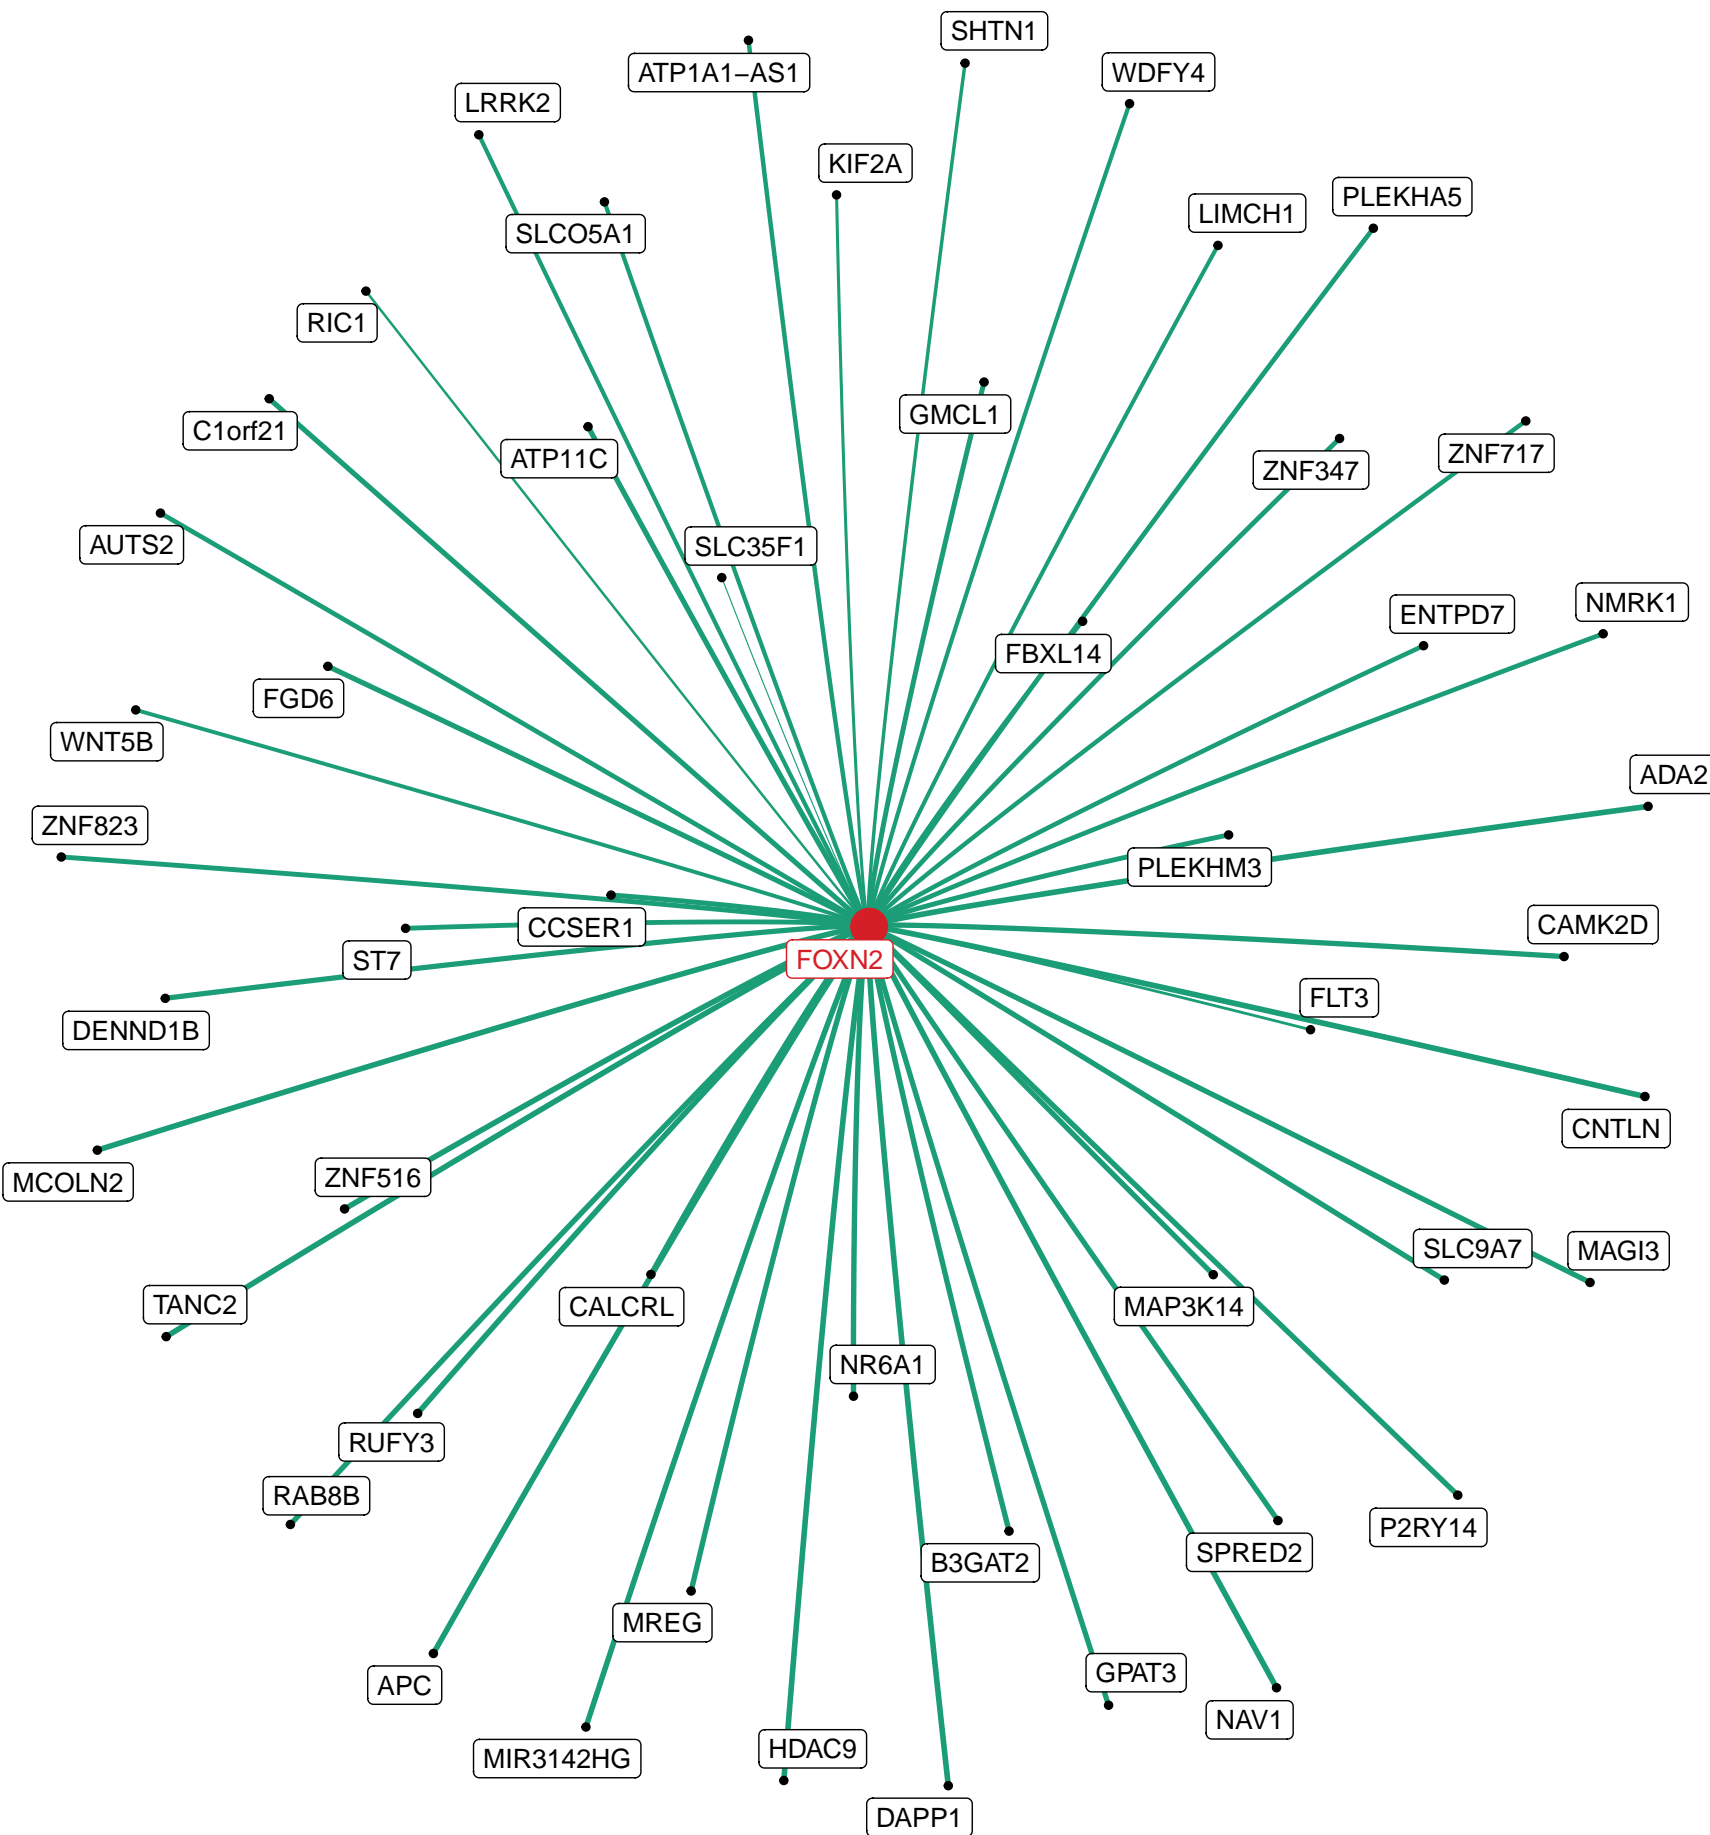 SHTN1
ATP1A1−AS1
WDFY4
LRRK2
KIF2A
PLEKHA5
LIMCH1
SLCO5A1
RIC1
GMCL1
C1orf21
ZNF717
ATP11C
ZNF347
AUTS2
SLC35F1
NMRK1
ENTPD7
FBXL14
FGD6
WNT5B
ADA2
ZNF823
PLEKHM3
CCSER1
CAMK2D
ST7
FOXN2
FLT3
DENND1B
CNTLN
ZNF516
MCOLN2
SLC9A7
MAGI3
TANC2
CALCRL
MAP3K14
NR6A1
RUFY3
RAB8B
P2RY14
SPRED2
B3GAT2
MREG
GPAT3
APC
NAV1
HDAC9
MIR3142HG
DAPP1